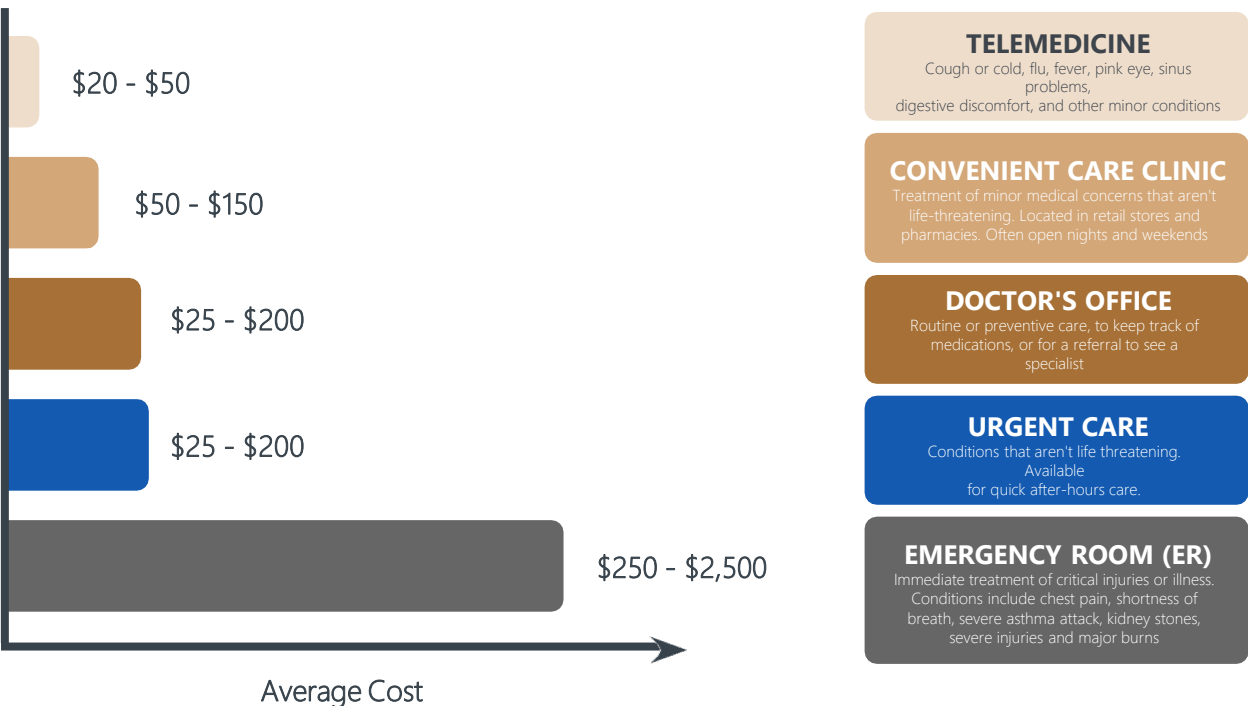 $20 - $50
$50 - $150
$25 - $200
$25 - $200
$250 - $2,500
Average Cost
TELEMEDICINE
Cough or cold, flu, fever, pink eye, sinus
problems,
digestive discomfort, and other minor conditions
CONVENIENT CARE CLINIC
Treatment of minor medical concerns that aren't
life-threatening. Located in retail stores and
pharmacies. Often open nights and weekends
DOCTOR'S OFFICE
Routine or preventive care, to keep track of
medications, or for a referral to see a
specialist
URGENT CARE
Conditions that aren't life threatening.
Available
for quick after-hours care.
EMERGENCY ROOM (ER)
Immediate treatment of critical injuries or illness.
Conditions include chest pain, shortness of
breath, severe asthma attack, kidney stones,
severe injuries and major burns